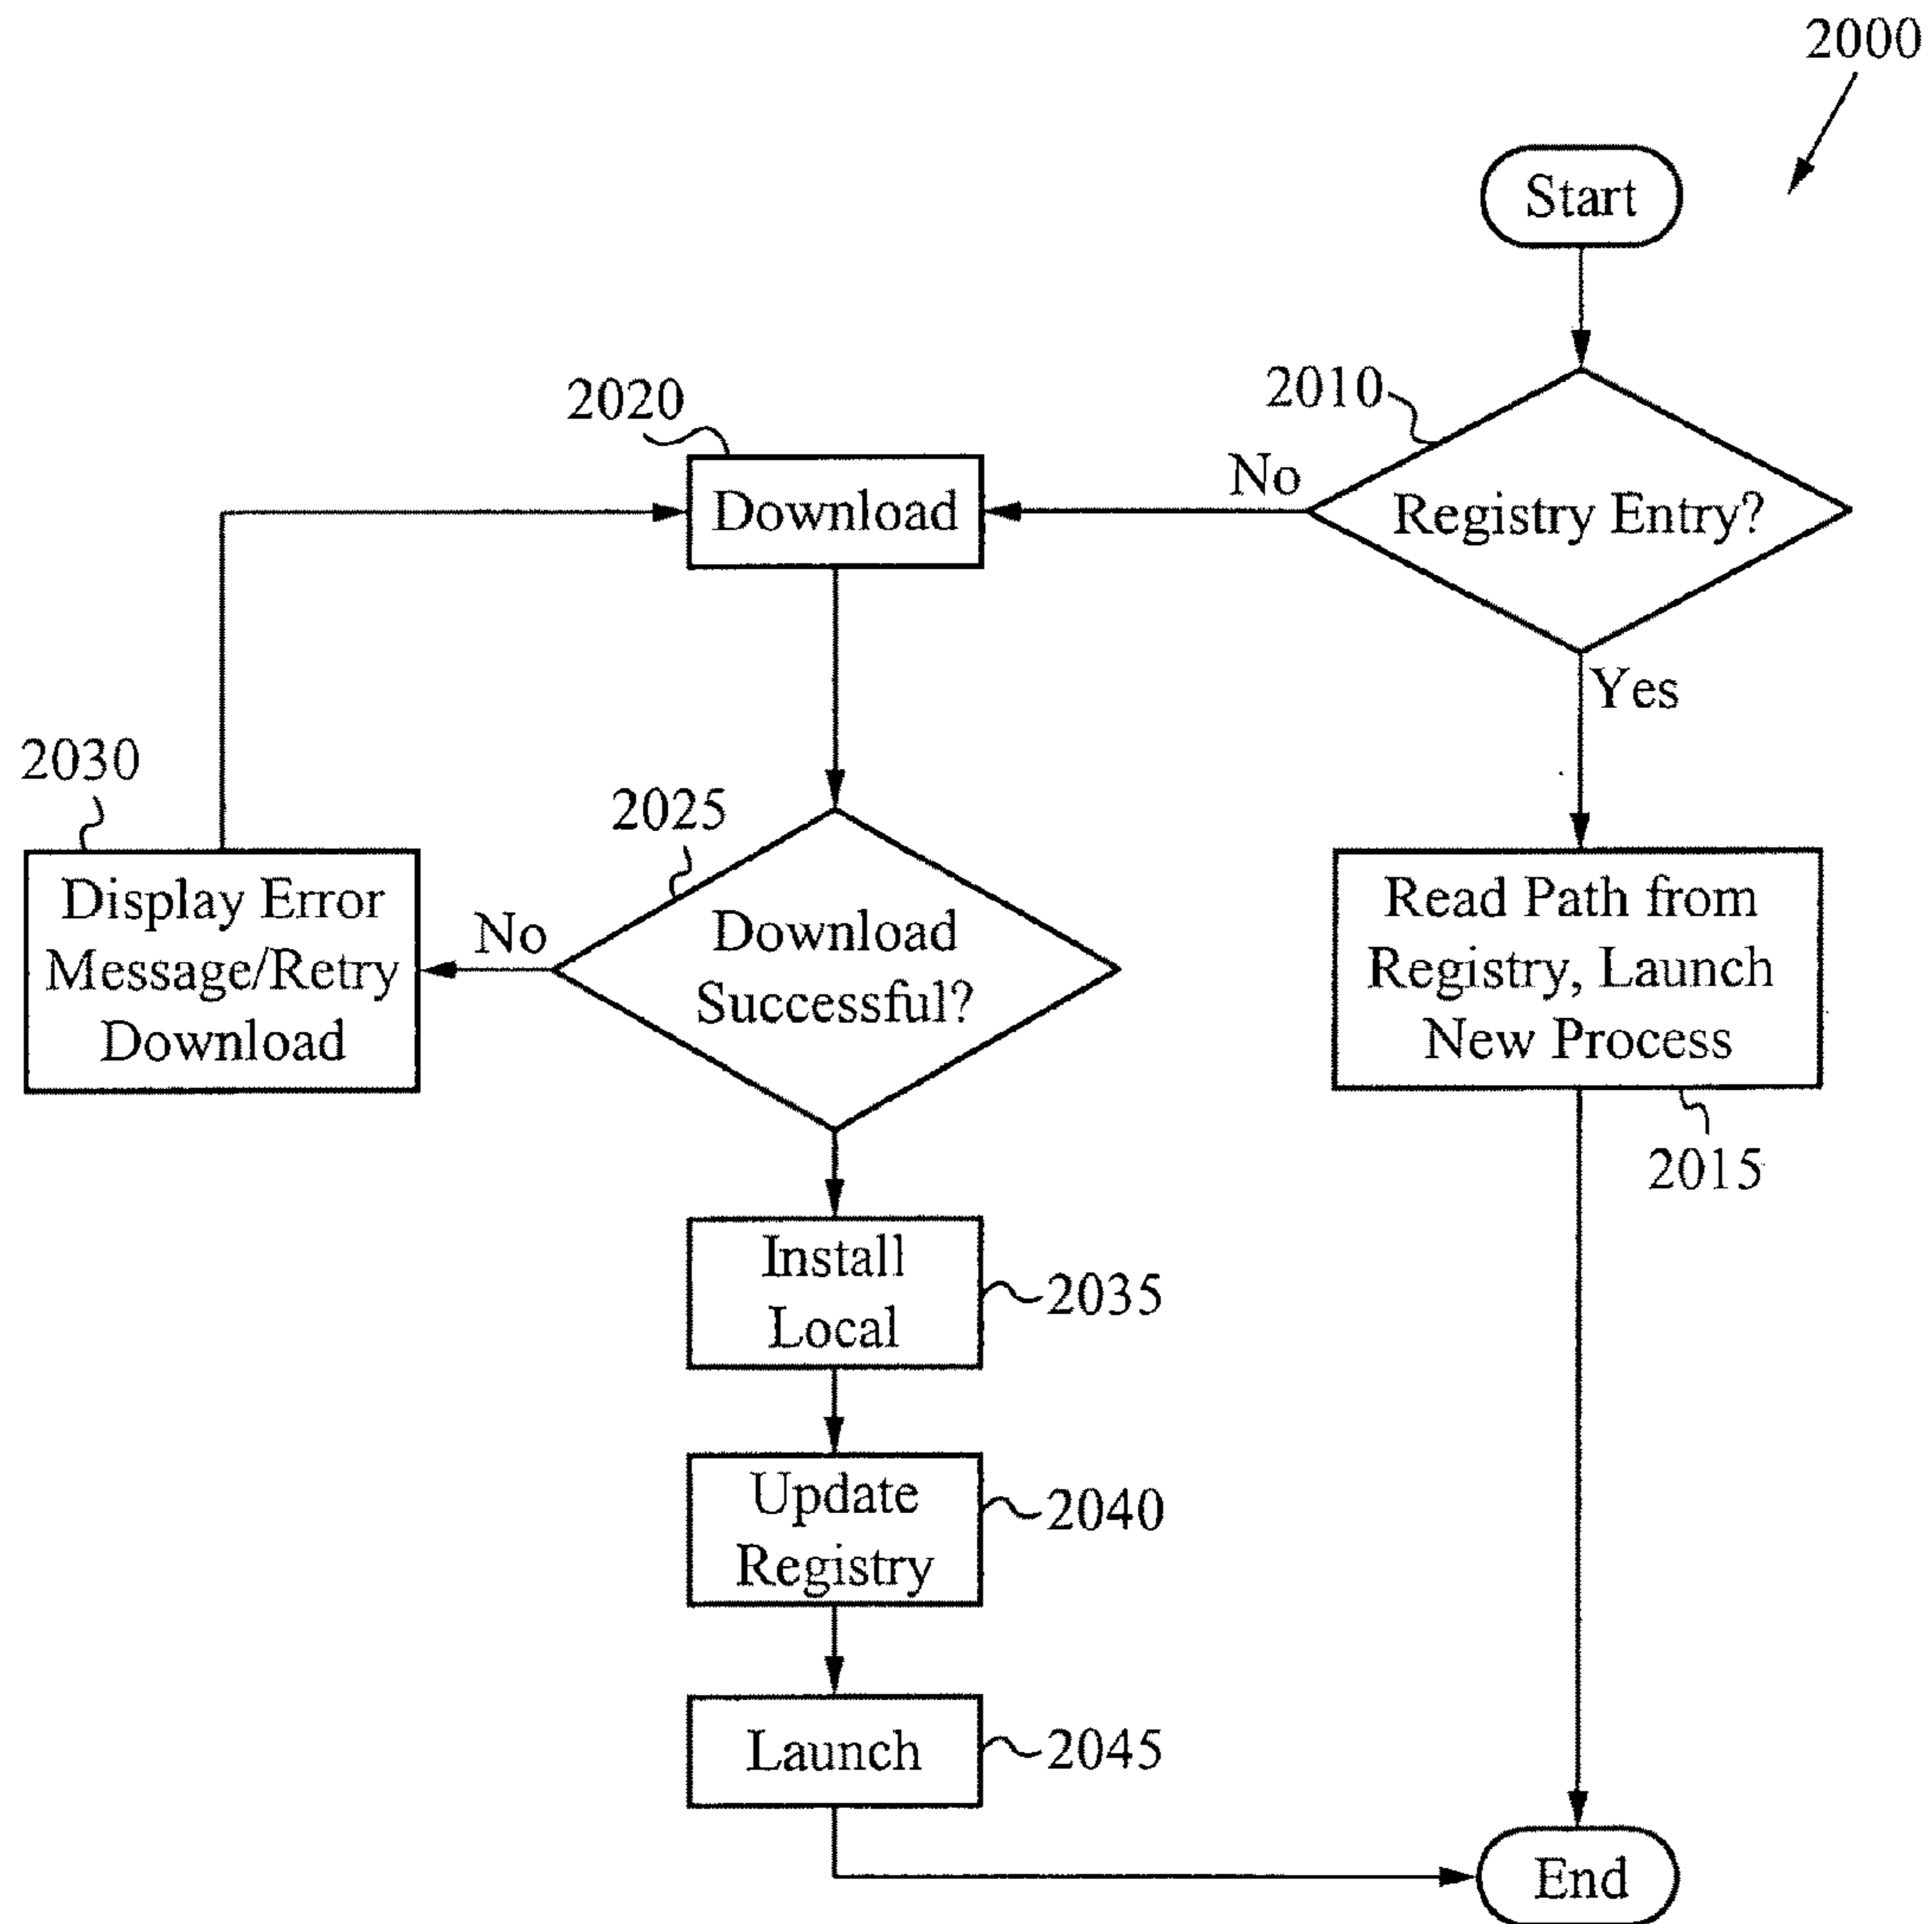 2000
Start
2010
Registry Entry?
No
Yes
2020
Download
2030
Display Error
Message/Retry
Download
No
2025
Download
Successful?
Read Path from
Registry, Launch
New Process
2015
Install
Local
2035
Update
Registry
2040
Launch
2045
End